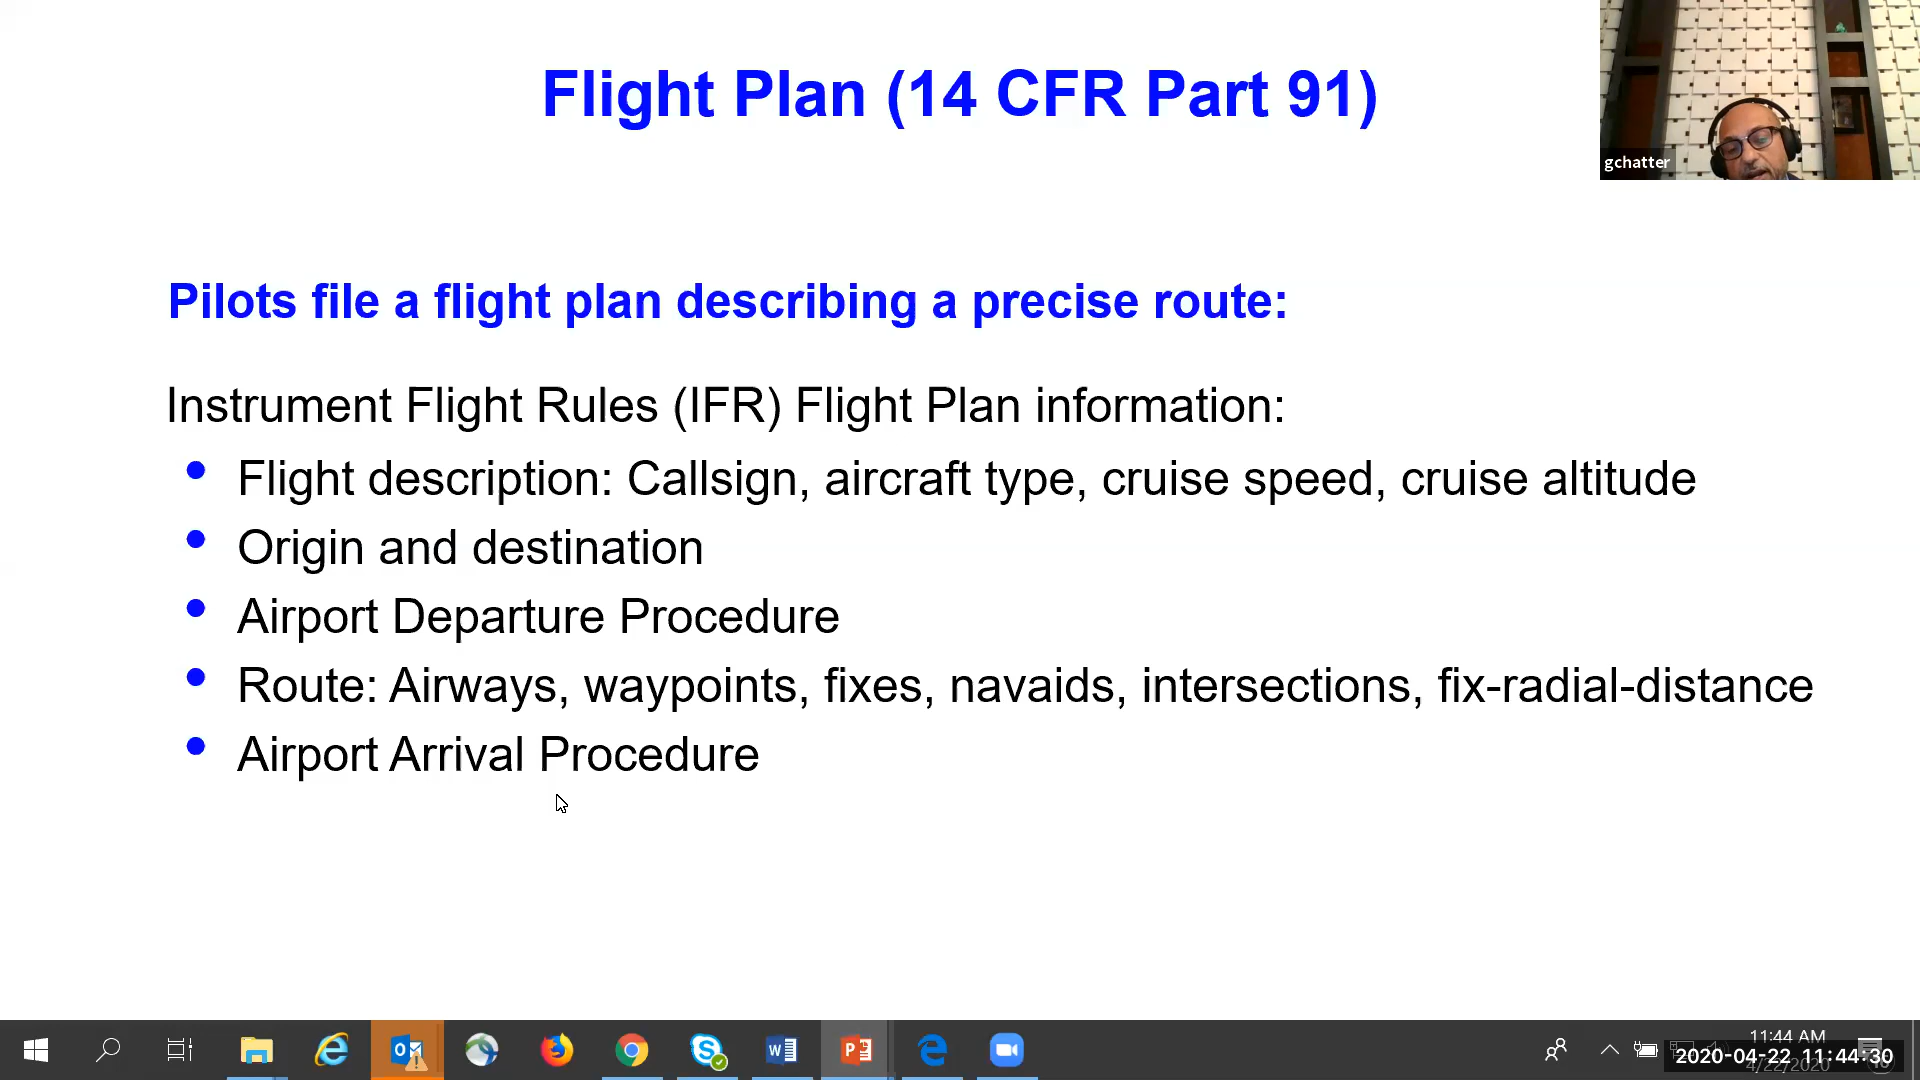 Flight Plan (14 CFR Part 91)
gchatter
Pilots file a flight plan describing a precise route:
Instrument Flight Rules (IFR) Flight Plan information:
• Flight description: Callsign, aircraft type, cruise speed, cruise altitude
• Origin and destination
• Airport Departure Procedure
• Route: Airways, waypoints, fixes, navaids, intersections, fix-radial-distance
• Airport Arrival Procedure
11:44 AM
2020-04-22 11:44:30
4/22/2020